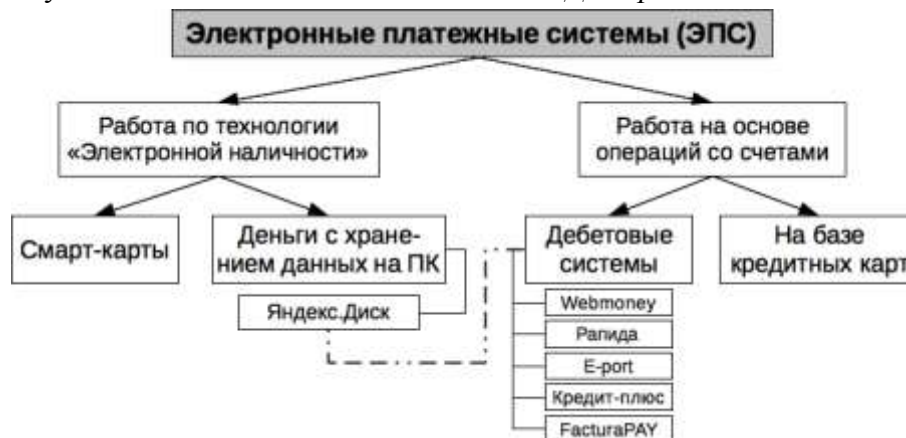 Электронные платежные системы (ЭПС)
Работа по технологии
«Электронной наличности»
Работа на основе
операций со счетами
Смарт-карты
Деньги с хране-
нием данных на ПК
Яндекс.Диск
Дебетовые
системы
Webmoney
Рапида
E-port
Кредит-плюс
FacturaPAY
На базе
кредитных карт